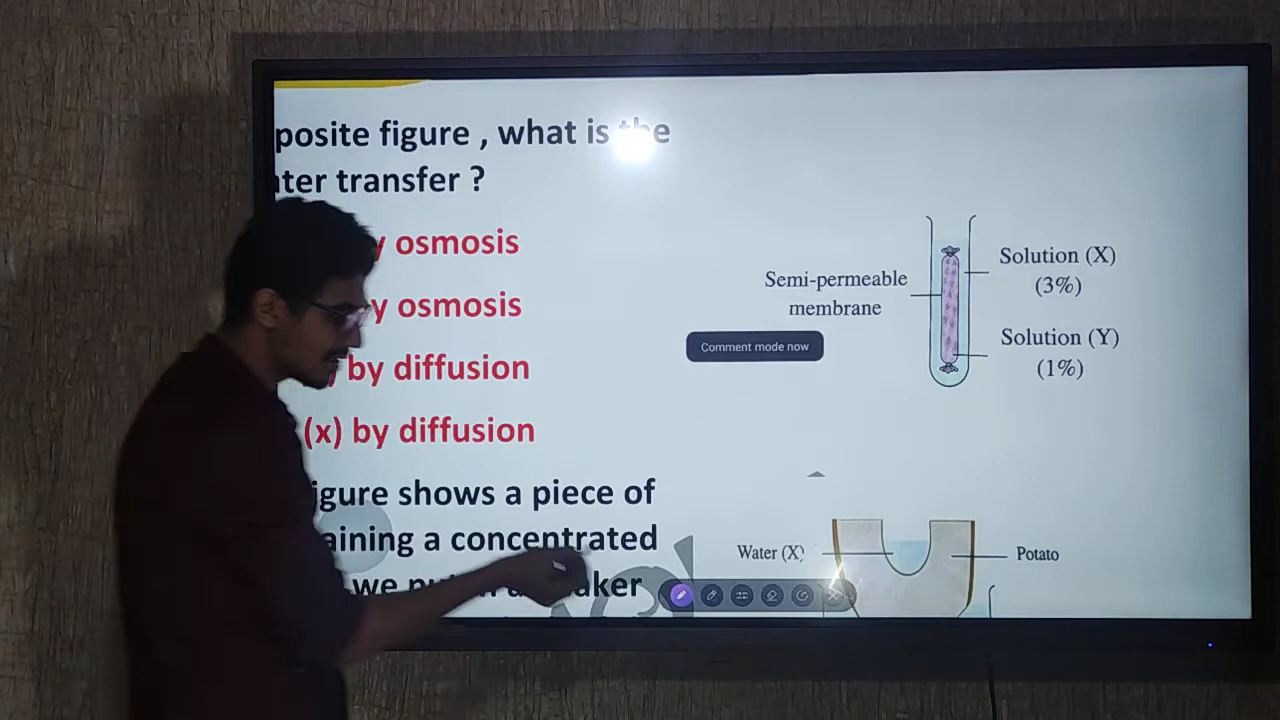 posite figure , what is the
ter transfer ?
y osmosis
y osmosis
by diffusion
(x) by diffusion
igure shows a piece of
aining a concentrated
we
aker
Semi-permeable
membrane
Solution (X)
(3%)
Solution (Y)
(1%)
Comment mode now
Water (X)
Potato